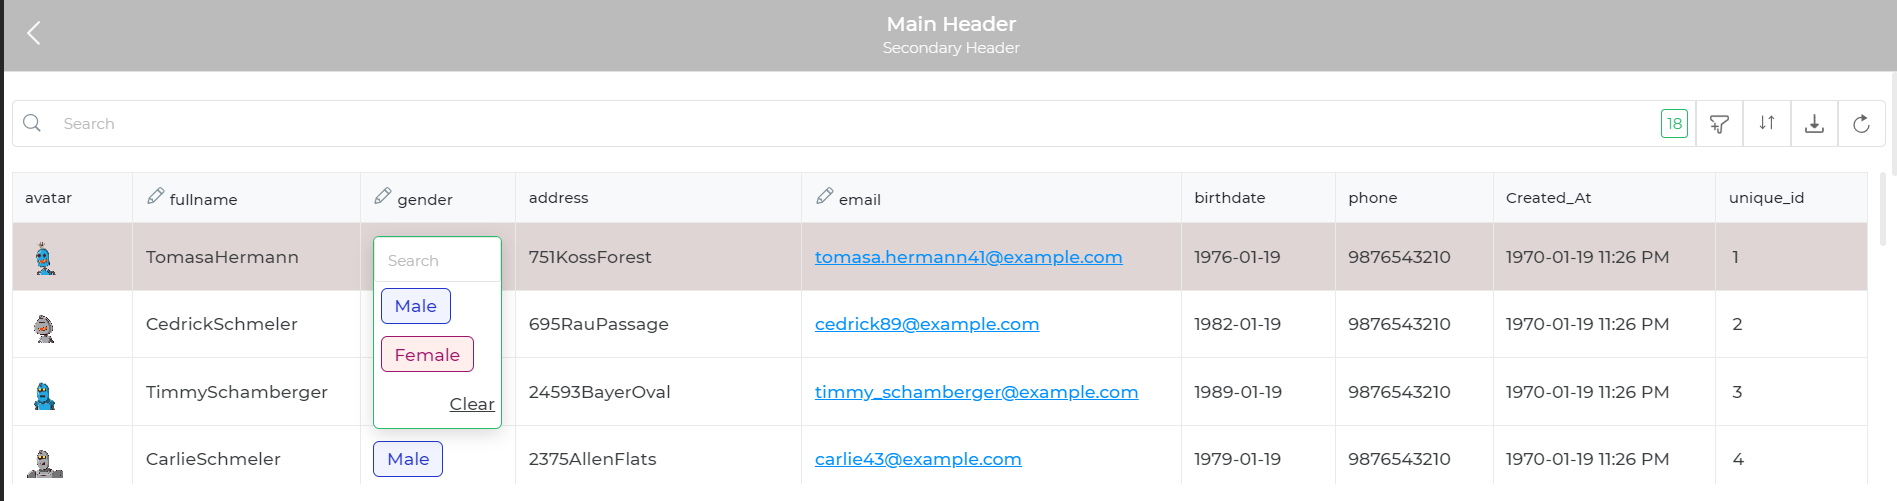 Main Header
Secondary Header
Search 18
avatar fullname gender address email birthdate phone Created_At unique_id
TomasaHermann 751KossForest tomasa.hermann41@example.com 1976-01-19 9876543210 1970-01-19 11:26 PM 1
Search
Male
CedrickSchmeler 695RauPassage cedrick89@example.com 1982-01-19 9876543210 1970-01-19 11:26 PM 2
Female
TimmySchamberger 24593BayerOval timmy_schamberger@example.com 1989-01-19 9876543210 1970-01-19 11:26 PM 3
Clear
CarlieSchmeler Male 2375AllenFlats carlie43@example.com 1979-01-19 9876543210 1970-01-19 11:26 PM 4